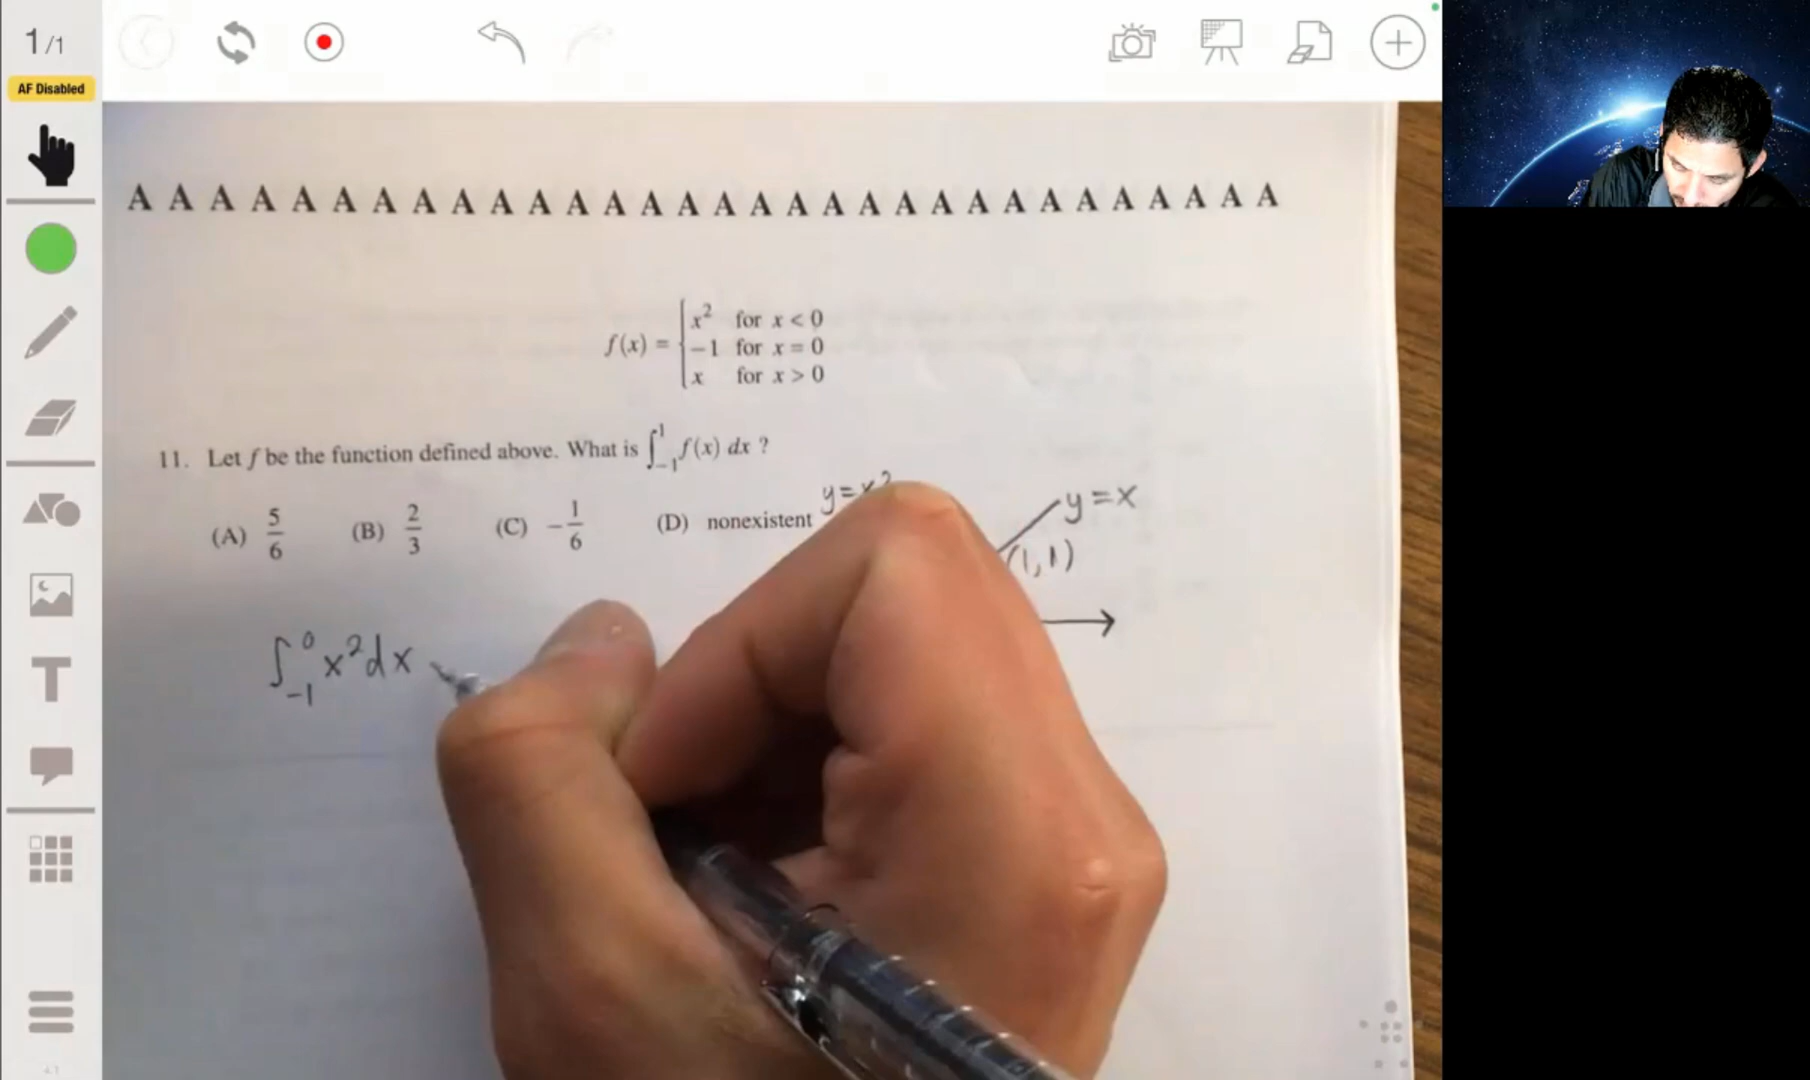 1/1
AF Disabled
A A A A A A A A A A A A A A A A A A A A A A A A A A A A A A
f(x) = { x² for x < 0
-1 for x = 0
x for x > 0
11. Let f be the function defined above. What is ∫₋₁¹ f(x) dx ?
(A) 5/6 (B) 2/3 (C) -1/6 (D) nonexistent
y=x²
y=x
(1,1)
∫₋₁⁰ x²dx
T